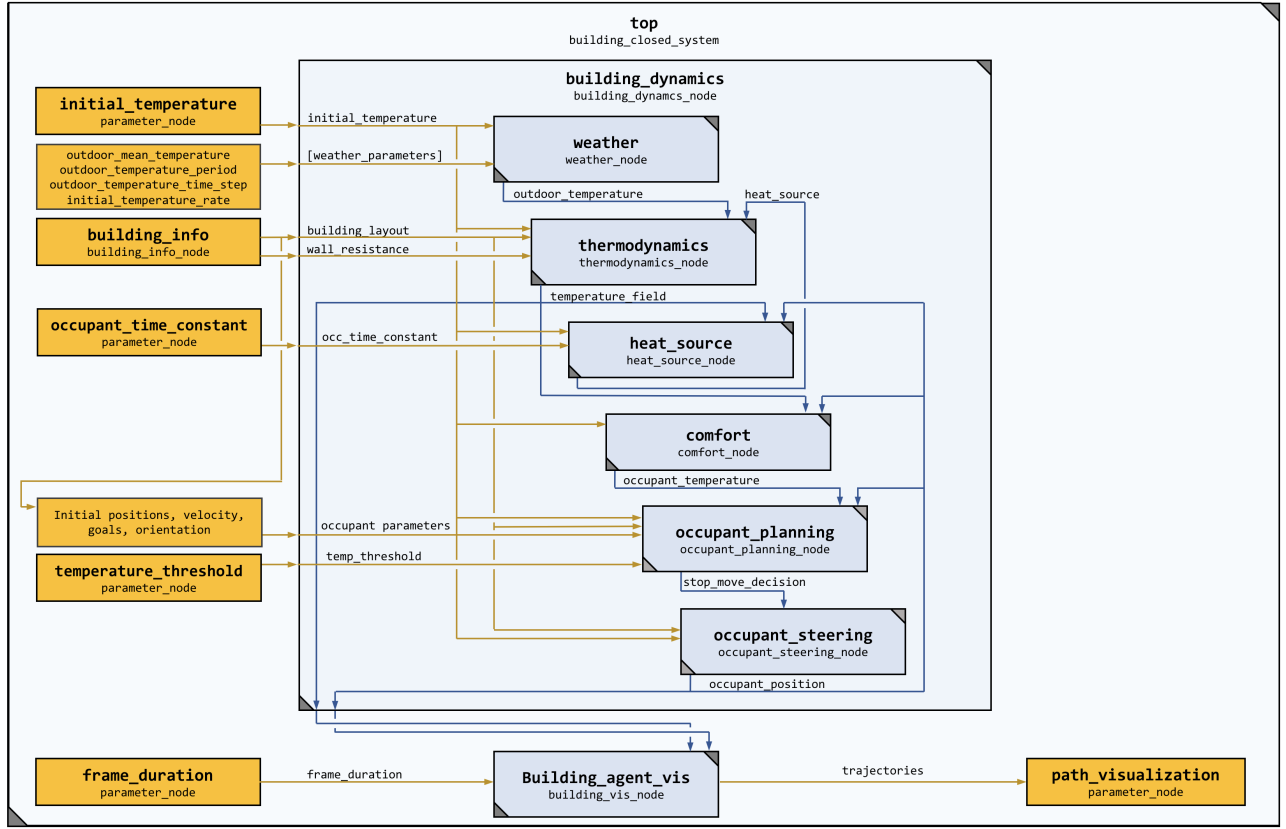 top
building_closed_system
building_dynamics
building_dynamcs_node
initial_temperature
parameter_node
initial_temperature
weather
weather_node
outdoor_mean_temperature
outdoor_temperature_period
outdoor_temperature_time_step
initial_temperature_rate
[weather_parameters]
outdoor_temperature
heat_source
building_info
building_info_node
building_layout
wall_resistance
thermodynamics
thermodynamics_node
temperature_field
occupant_time_constant
parameter_node
occ_time_constant
heat_source
heat_source_node
comfort
comfort_node
occupant_temperature
Initial positions, velocity,
goals, orientation
occupant parameters
occupant_planning
occupant_planning_node
temperature_threshold
parameter_node
temp_threshold
stop_move_decision
occupant_steering
occupant_steering_node
occupant_position
frame_duration
parameter_node
frame_duration
Building_agent_vis
building_vis_node
trajectories
path_visualization
parameter_node